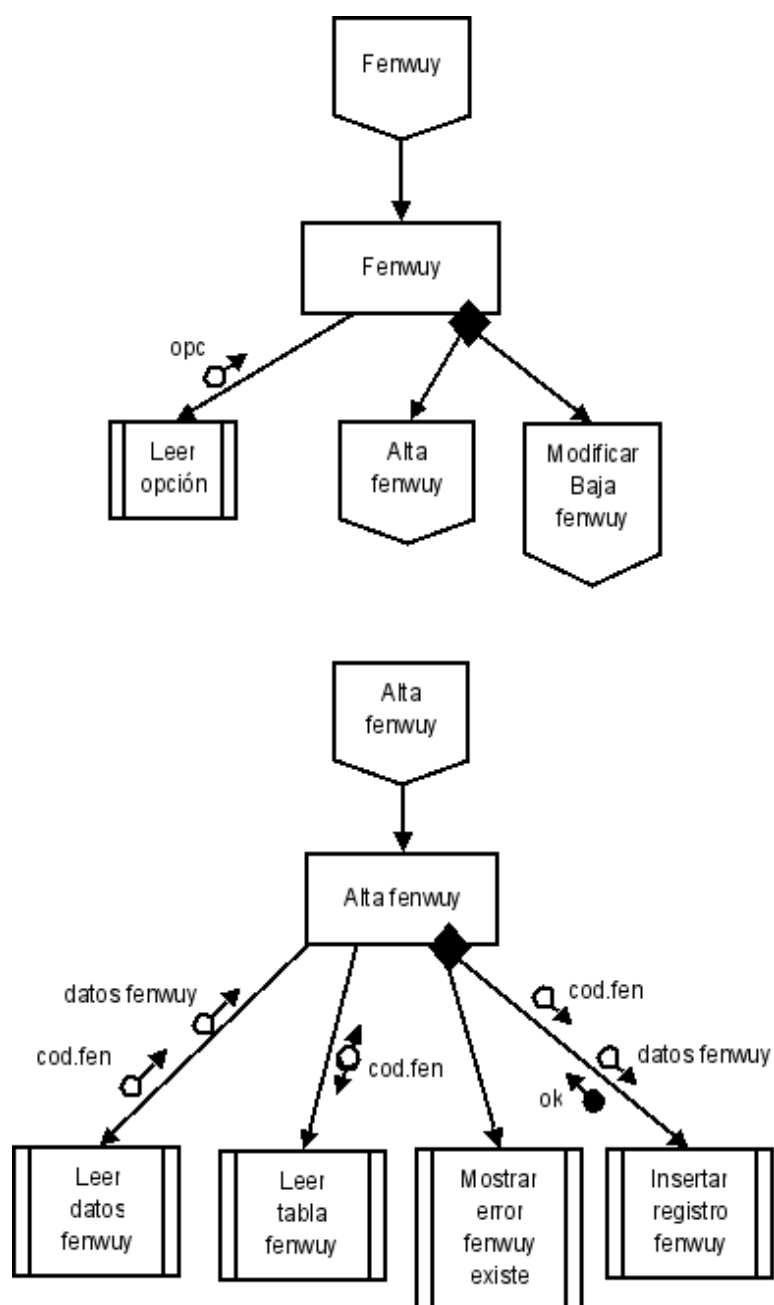 Fenwuy
Fenwuy
opc
Leer
opción
Alta
fenwuy
Modificar
Baja
fenwuy
Alta
fenwuy
Alta fenwuy
datos fenwuy
cod.fen
cod.fen
cod.fen
datos fenwuy
ok
Leer
datos
fenwuy
Leer
tabla
fenwuy
Mostrar
error
fenwuy
existe
Insertar
registro
fenwuy